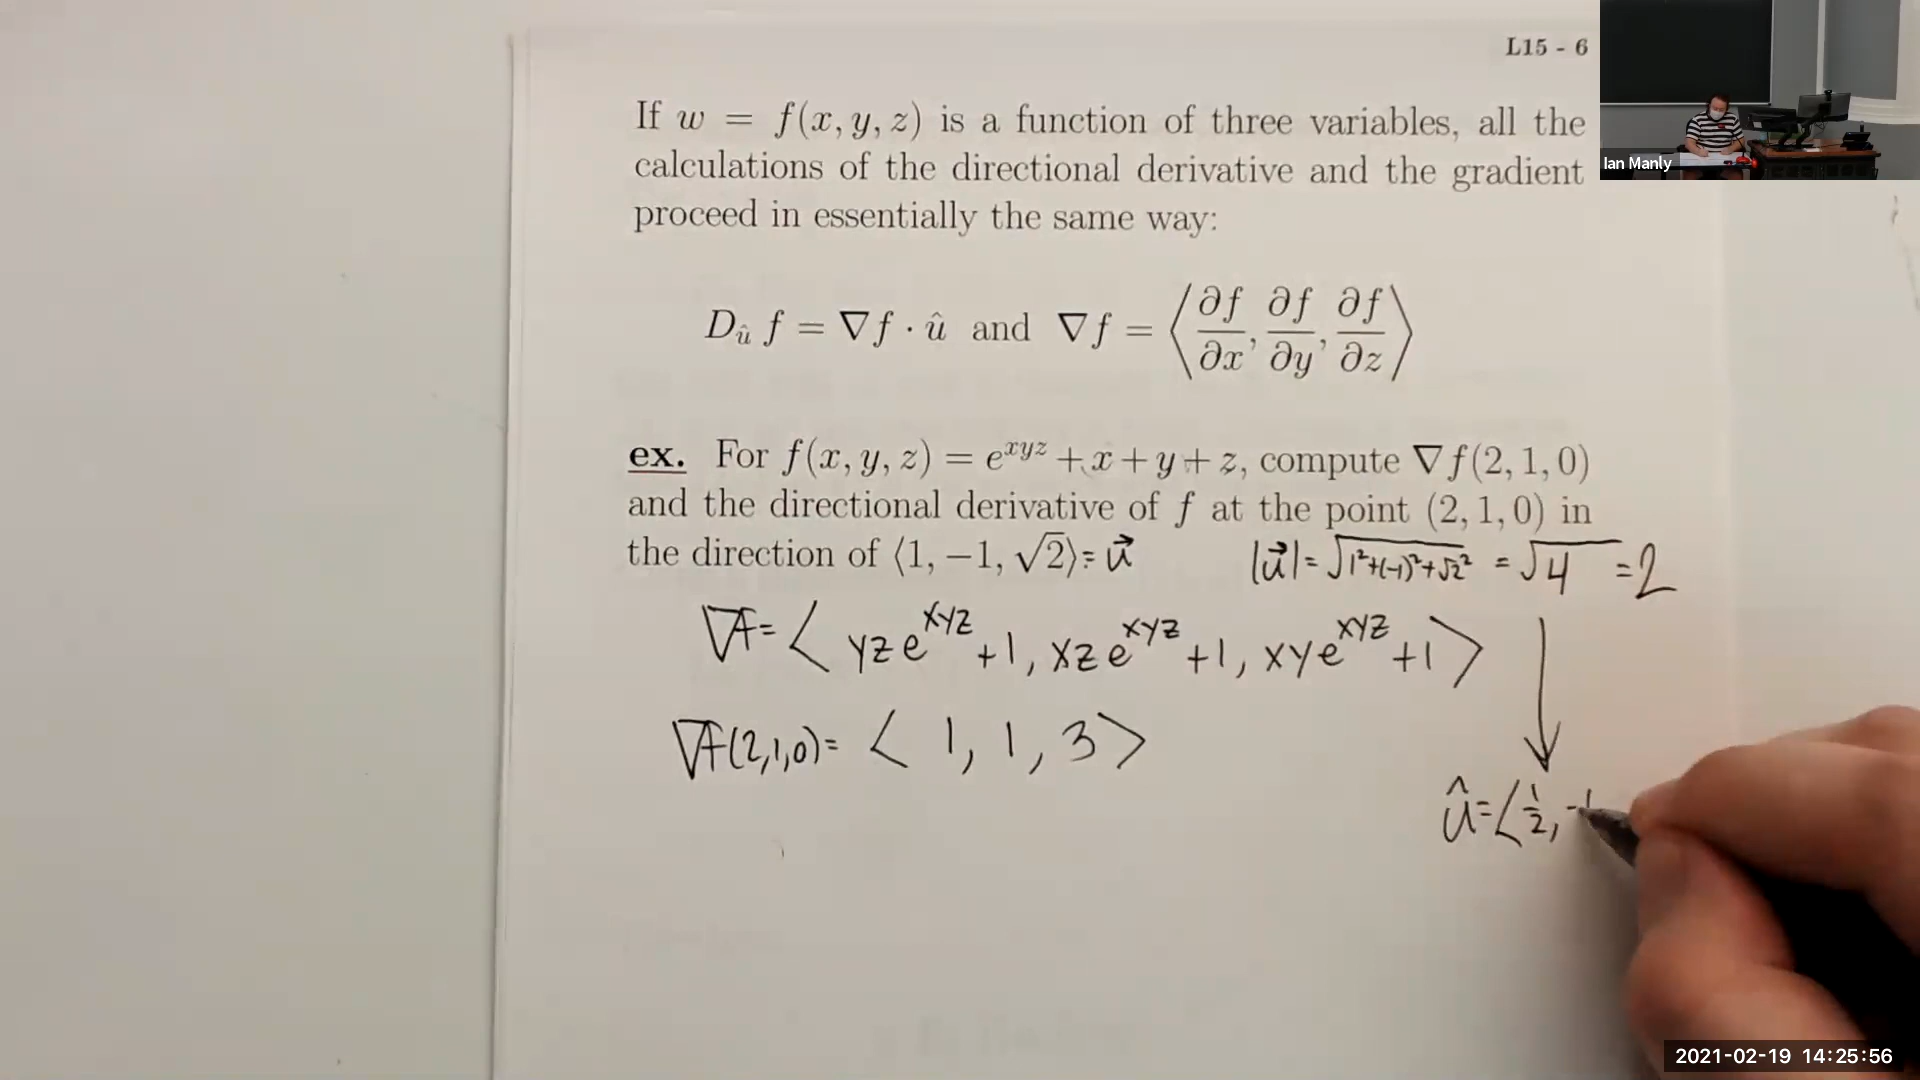 L15 - 6
Ian Manly
If w = f(x, y, z) is a function of three variables, all the
calculations of the directional derivative and the gradient
proceed in essentially the same way:
D_û f = ∇f · û and ∇f = ⟨∂f/∂x, ∂f/∂y, ∂f/∂z⟩
ex. For f(x, y, z) = e^{xyz} + x + y + z, compute ∇f(2, 1, 0)
and the directional derivative of f at the point (2, 1, 0) in
the direction of ⟨1, −1, √2⟩ = u⃗ |u⃗| = √(1²+(-1)²+√2²) = √4 = 2
∇f = ⟨yze^{xyz}+1, xze^{xyz}+1, xye^{xyz}+1⟩
∇f(2,1,0) = ⟨1, 1, 3⟩
û = ⟨1/2, -1
2021-02-19 14:25:56